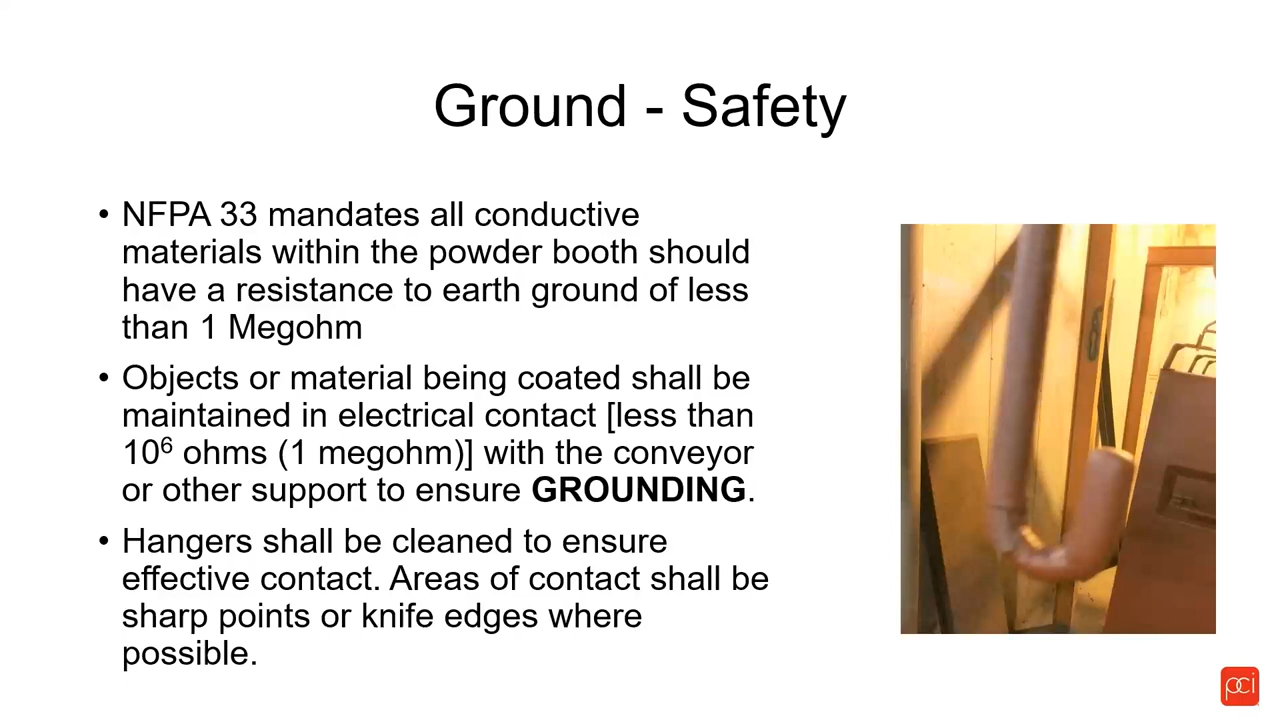 Ground - Safety
• NFPA 33 mandates all conductive
materials within the powder booth should
have a resistance to earth ground of less
than 1 Megohm
• Objects or material being coated shall be
maintained in electrical contact [less than
10⁶ ohms (1 megohm)] with the conveyor
or other support to ensure GROUNDING.
• Hangers shall be cleaned to ensure
effective contact. Areas of contact shall be
sharp points or knife edges where
possible.
pci